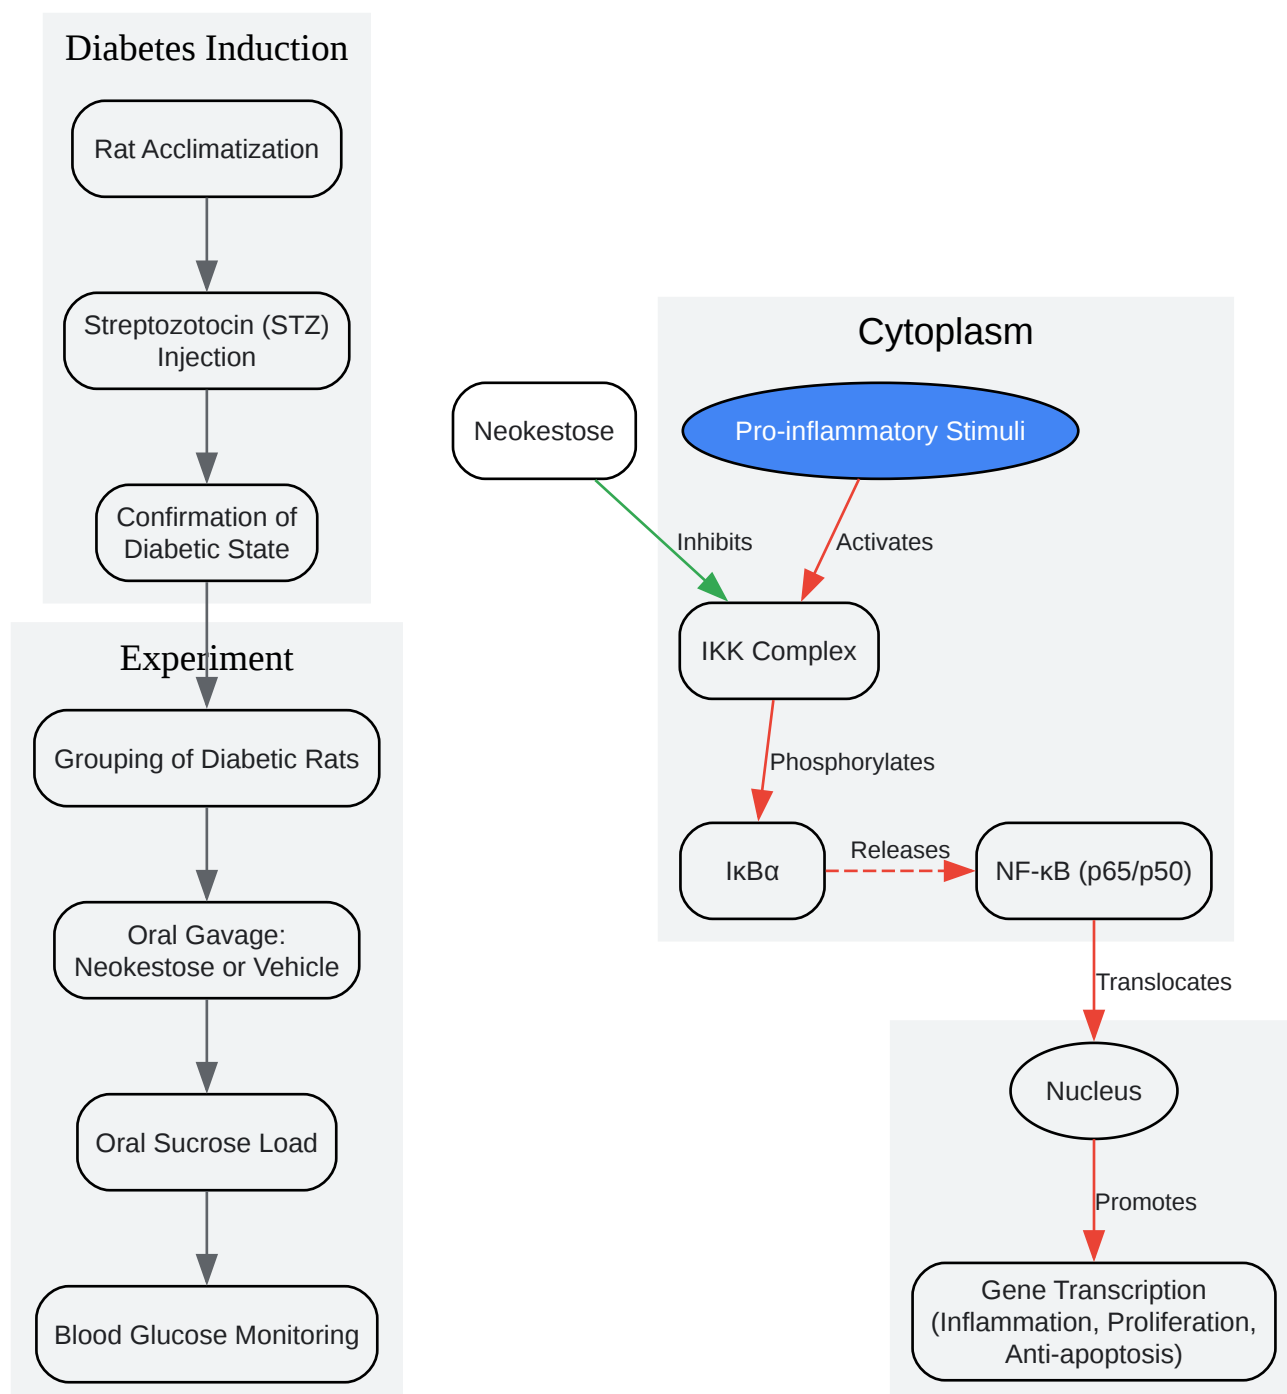 Diabetes Induction
Rat Acclimatization
Streptozotocin (STZ)
Injection
Confirmation of
Diabetic State
Experiment
Grouping of Diabetic Rats
Oral Gavage:
Neokestose or Vehicle
Oral Sucrose Load
Blood Glucose Monitoring
Cytoplasm
Neokestose
Pro-inflammatory Stimuli
Inhibits
Activates
IKK Complex
Phosphorylates
IκBα
Releases
NF-κB (p65/p50)
Translocates
Nucleus
Promotes
Gene Transcription
(Inflammation, Proliferation,
Anti-apoptosis)